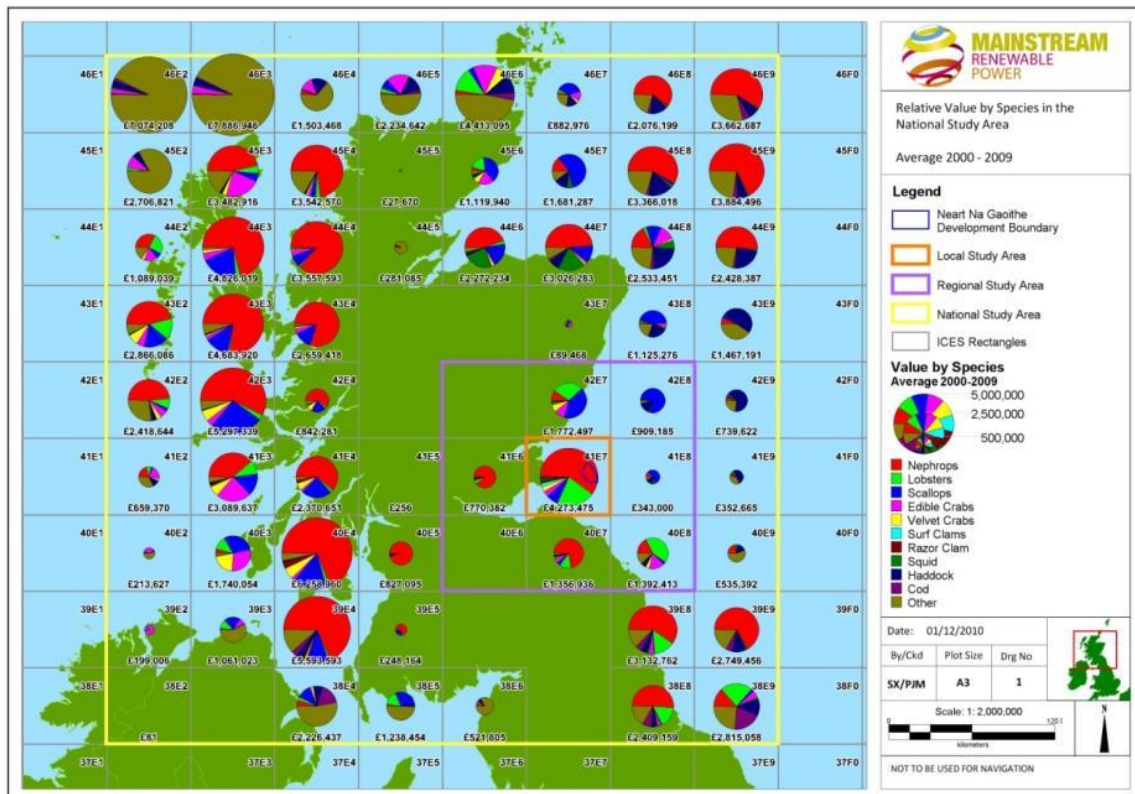 46E1
46E2
46E3
46E4
46E5
46E6
46E7
46E8
46E9
46F0
£7,074,208
£7,886,946
£1,503,468
£2,234,642
£4,413,095
£882,976
£2,076,199
£3,662,687
45E1
45E2
45E3
45E4
45E5
45E6
45E7
45E8
45E9
45F0
£2,706,821
£3,482,916
£3,542,570
£27,670
£1,119,940
£1,681,287
£3,366,018
£3,884,496
44E1
44E2
44E3
44E4
44E5
44E6
44E7
44E8
44E9
44F0
£1,089,039
£4,826,019
£3,557,593
£281,085
£2,272,234
£3,026,283
£2,533,451
£2,428,387
43E1
43E2
43E3
43E4
43E7
43E8
43E9
43F0
£2,866,086
£4,683,920
£2,659,418
£89,468
£1,125,276
£1,467,191
42E1
42E2
42E3
42E4
42E7
42E8
42E9
42F0
£2,418,644
£5,297,339
£842,281
£1,772,497
£909,185
£739,622
41E1
41E2
41E3
41E4
41E5
41E6
41E7
41E8
41E9
41F0
£659,370
£3,089,637
£2,370,651
£256
£770,382
£4,273,475
£343,000
£352,665
40E1
40E2
40E3
40E4
40E5
40E6
40E7
40E8
40E9
40F0
£213,627
£1,740,054
£6,258,960
£827,095
£1,356,936
£1,392,413
£535,392
39E1
39E2
39E3
39E4
39E5
39E8
39E9
39F0
£199,006
£1,061,023
£5,593,593
£248,164
£3,132,762
£2,749,456
38E1
38E2
38E4
38E6
38E8
38E9
38F0
£81
£2,226,437
£1,238,454
£521,805
£2,409,159
£2,815,058
37E1
37E2
37E3
37E4
37E5
37E6
37E7
37E9
37F0
MAINSTREAM
RENEWABLE
POWER
Relative Value by Species in the
National Study Area
Average 2000 - 2009
Legend
Neart Na Gaoithe
Development Boundary
Local Study Area
Regional Study Area
National Study Area
ICES Rectangles
Value by Species
Average 2000-2009
5,000,000
2,500,000
500,000
Nephrops
Lobsters
Scallops
Edible Crabs
Velvet Crabs
Surf Clams
Razor Clam
Squid
Haddock
Cod
Other
Date: 01/12/2010
By/Ckd
Plot Size
Drg No
SX/PJM
A3
1
Scale: 1: 2,000,000
0
kilometers
N
NOT TO BE USED FOR NAVIGATION